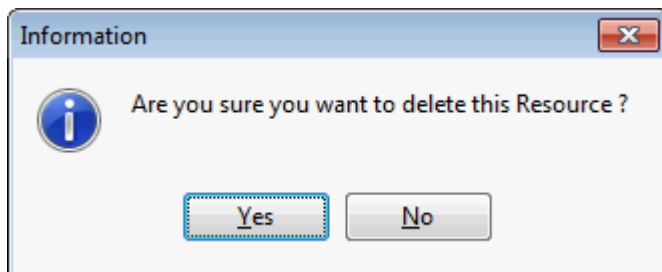 Information
Are you sure you want to delete this Resource ?
Yes
No